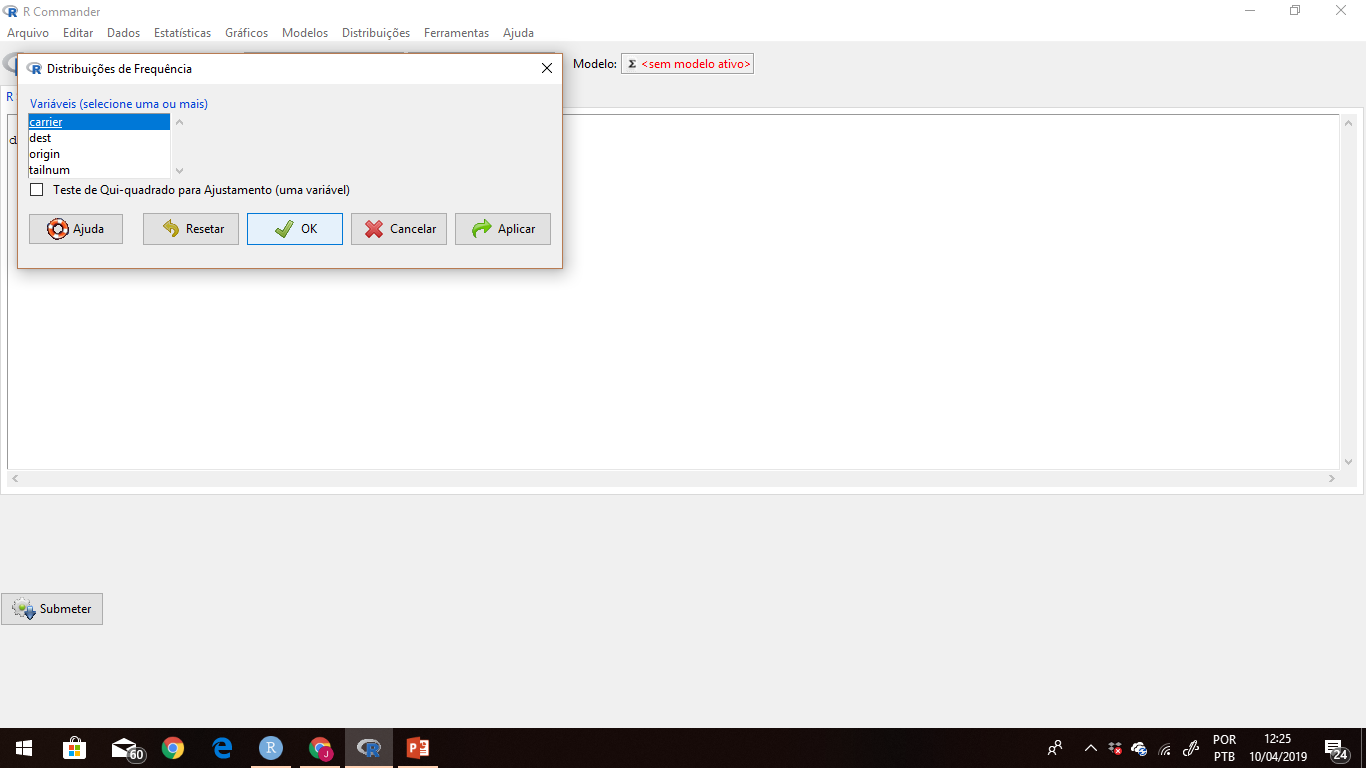 R Commander
Arquivo Editar Dados Estatísticas Gráficos Modelos Distribuições Ferramentas Ajuda
Distribuições de Frequência
Modelo: Σ <sem modelo ativo>
R
Variáveis (selecione uma ou mais)
carrier
dest
origin
tailnum
Teste de Qui-quadrado para Ajustamento (uma variável)
Ajuda Resetar OK Cancelar Aplicar
Submeter
60 R J R P POR 12:25
PTB 10/04/2019 24